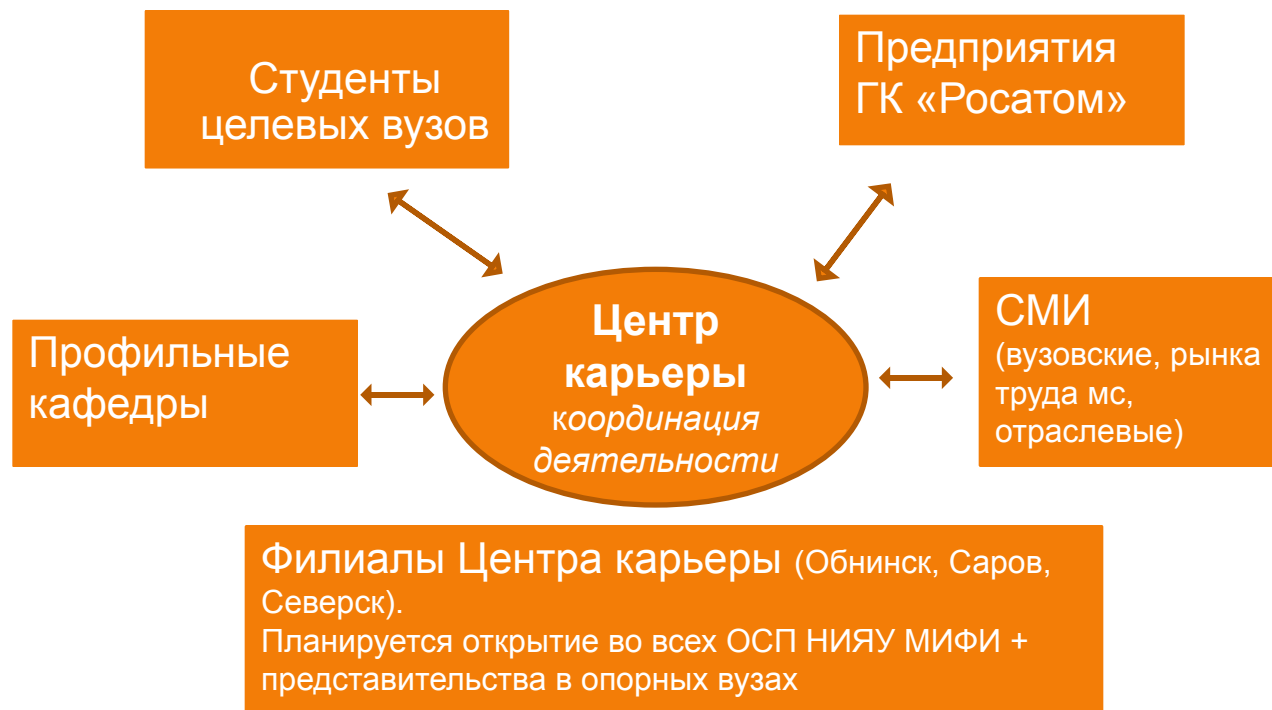 Студенты
целевых вузов
Предприятия
ГК «Росатом»
Профильные
кафедры
Центр
карьеры
координация
деятельности
СМИ
(вузовские, рынка
труда мс,
отраслевые)
Филиалы Центра карьеры (Обнинск, Саров,
Северск).
Планируется открытие во всех ОСП НИЯУ МИФИ +
представительства в опорных вузах